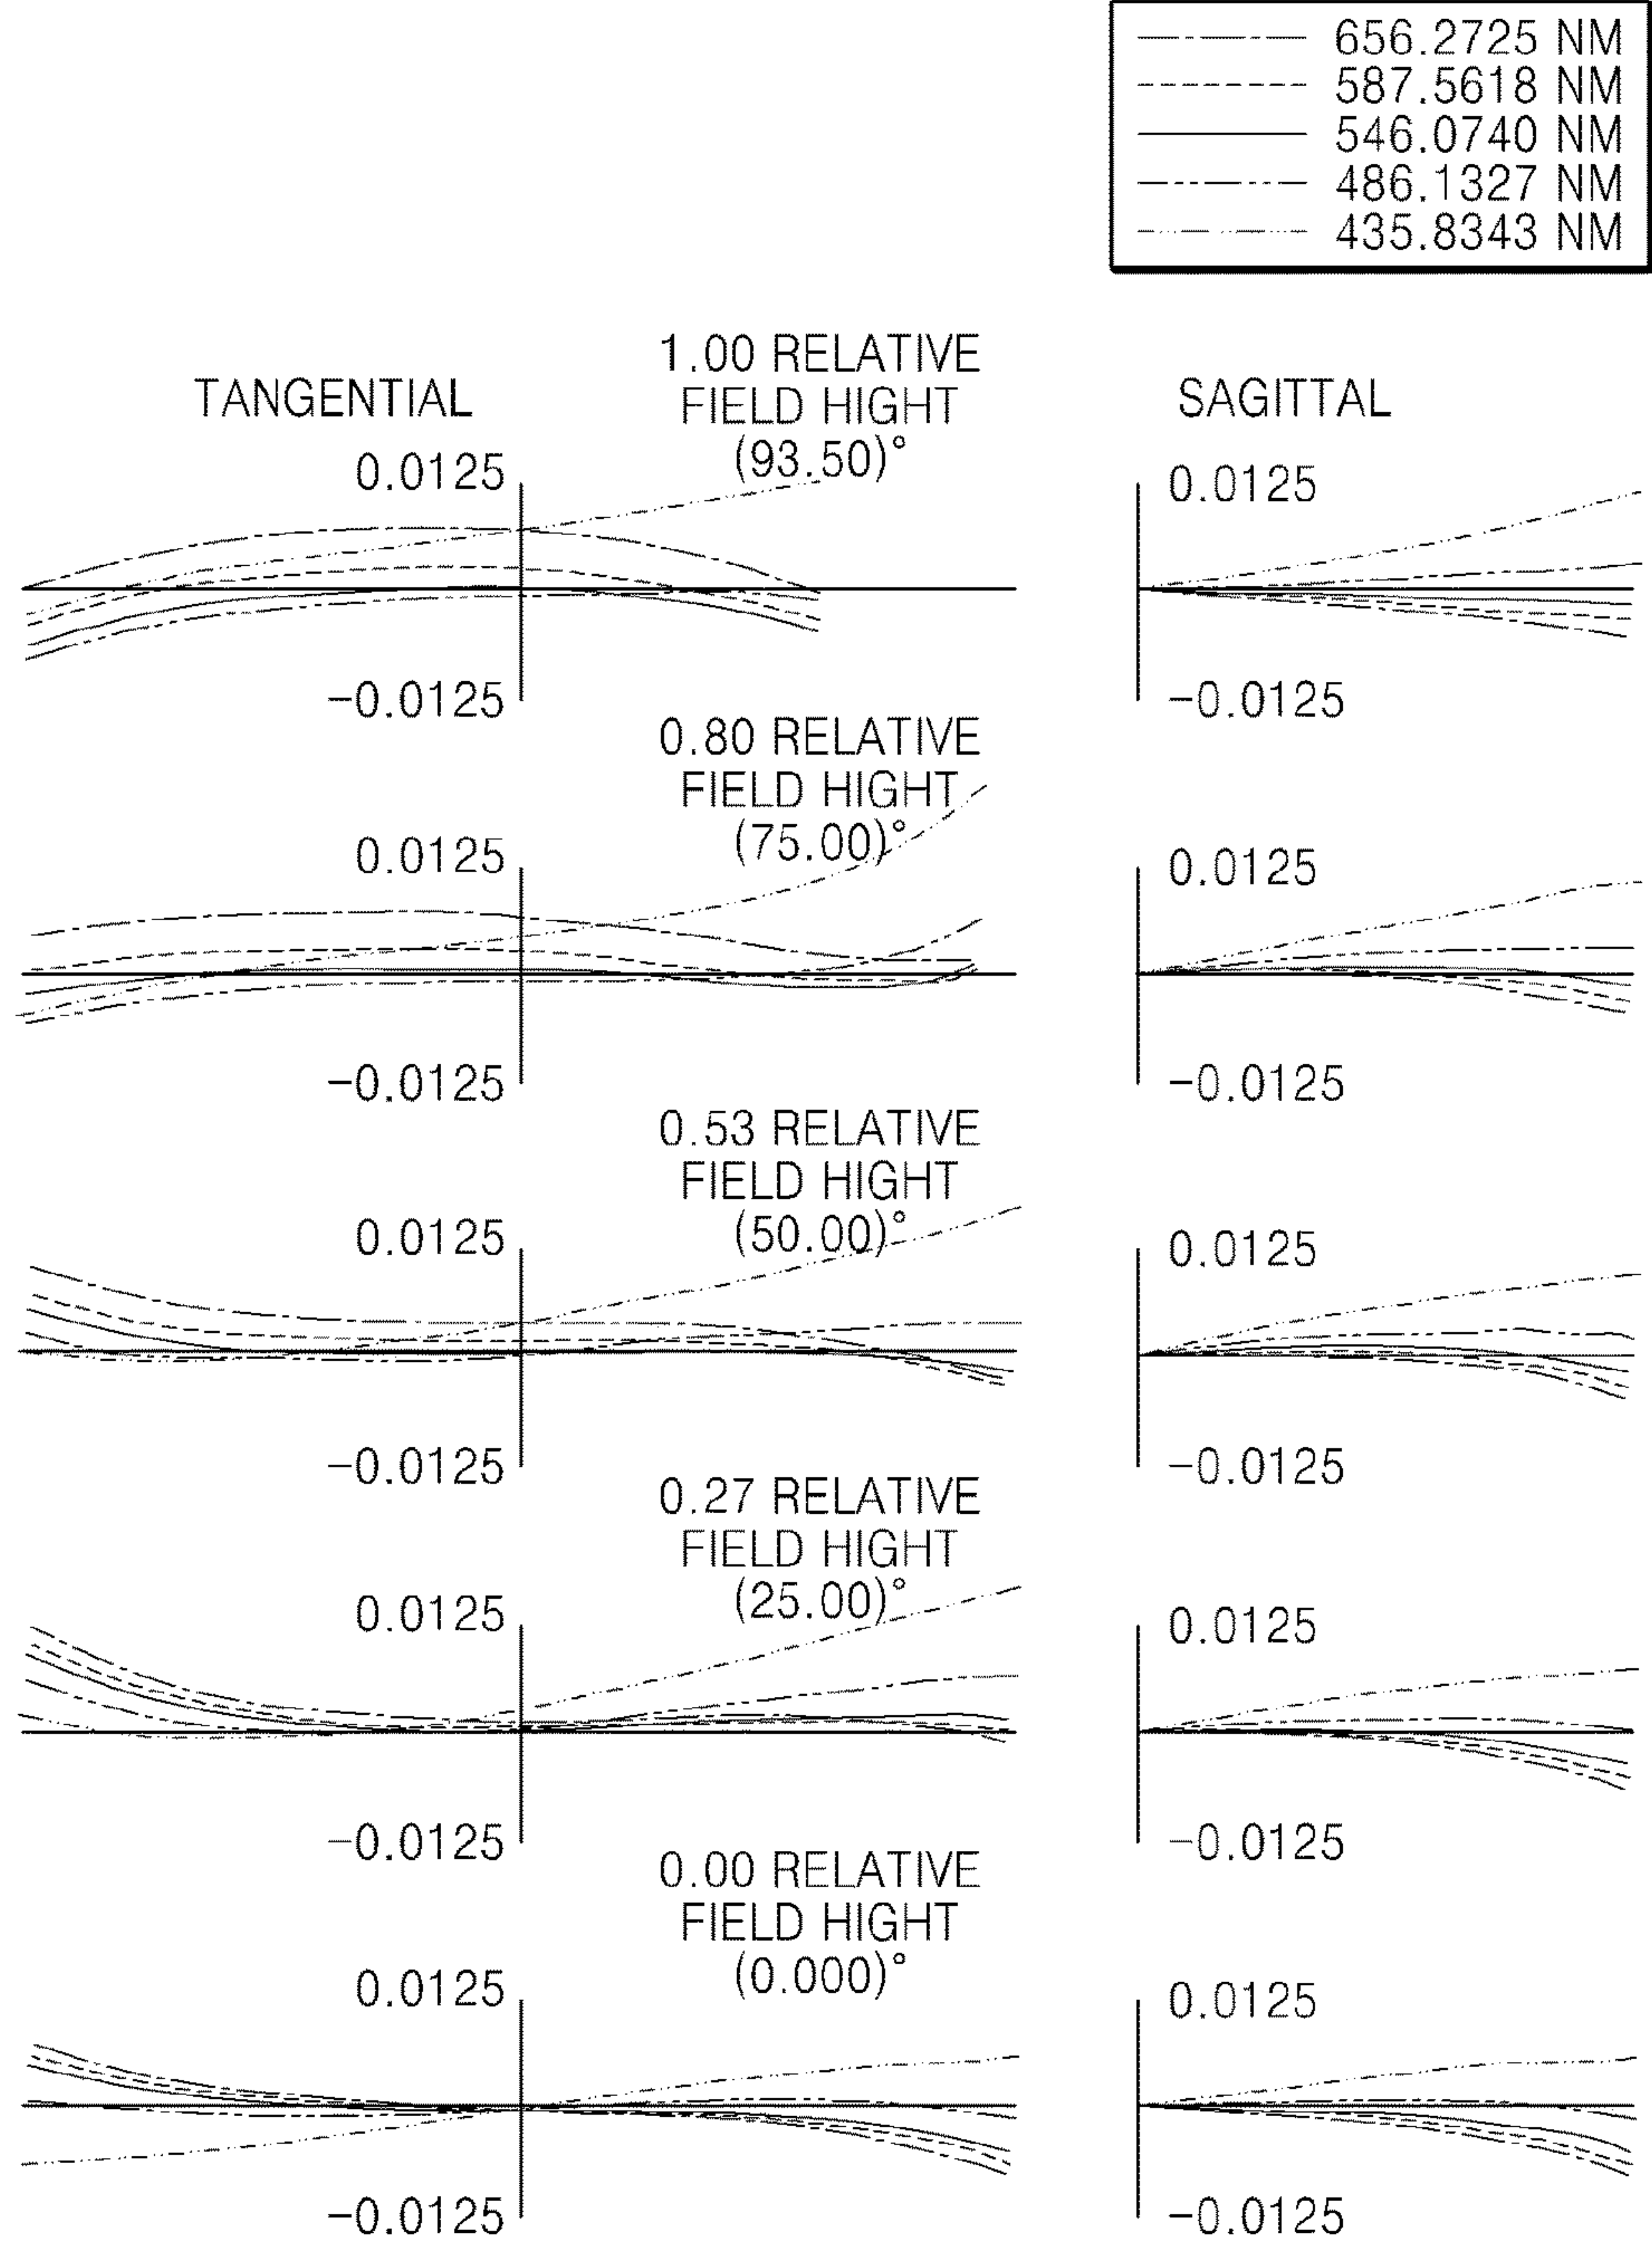 656.2725 NM
587.5618 NM
546.0740 NM
486.1327 NM
435.8343 NM
TANGENTIAL
1.00 RELATIVE
FIELD HIGHT
(93.50)°
SAGITTAL
0.0125
0.0125
-0.0125
-0.0125
0.80 RELATIVE
FIELD HIGHT
(75.00)°
0.0125
0.0125
-0.0125
-0.0125
0.53 RELATIVE
FIELD HIGHT
(50.00)°
0.0125
0.0125
-0.0125
-0.0125
0.27 RELATIVE
FIELD HIGHT
(25.00)°
0.0125
0.0125
-0.0125
-0.0125
0.00 RELATIVE
FIELD HIGHT
(0.000)°
0.0125
0.0125
-0.0125
-0.0125